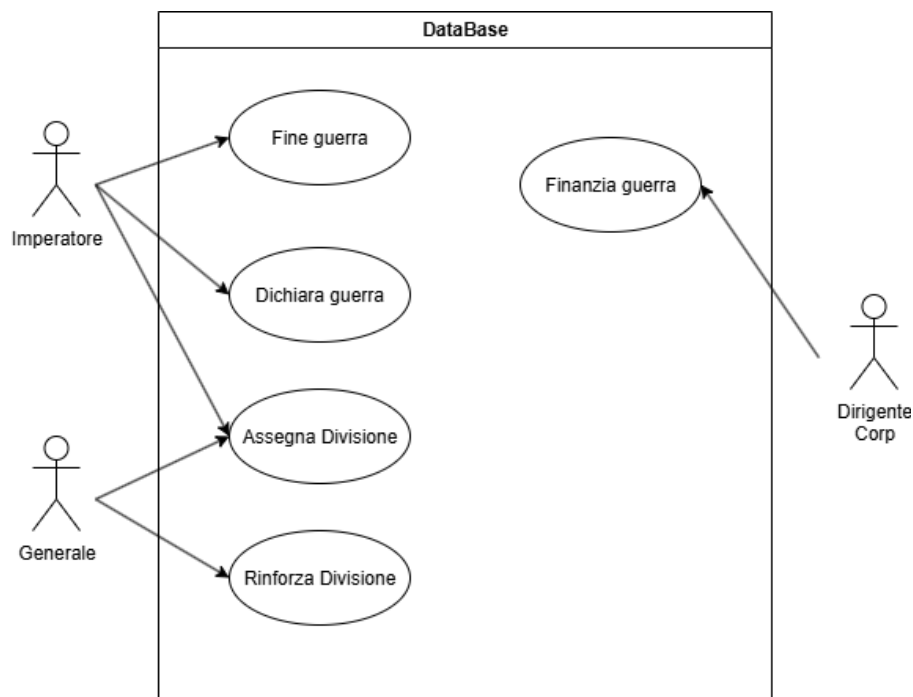 DataBase
Fine guerra
Finanzia guerra
Imperatore
Dichiara guerra
Dirigente
Corp
Assegna Divisione
Generale
Rinforza Divisione